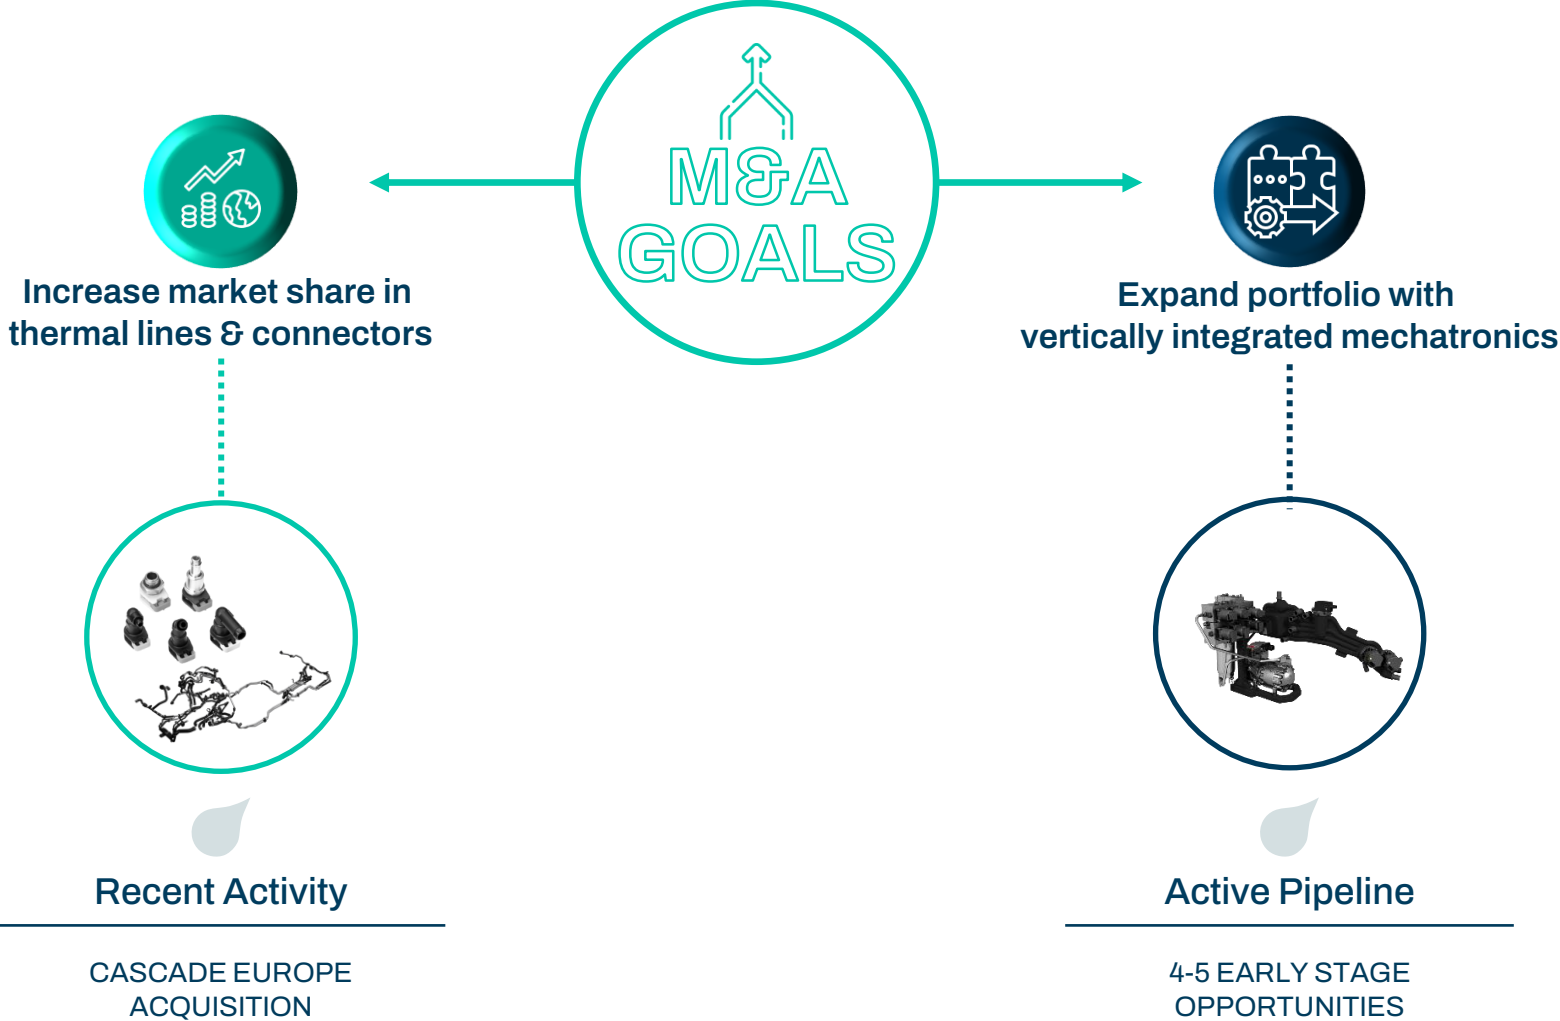 M&A
GOALS
Increase market share in
thermal lines & connectors
Expand portfolio with
vertically integrated mechatronics
Recent Activity
CASCADE EUROPE
ACQUISITION
Active Pipeline
4-5 EARLY STAGE
OPPORTUNITIES